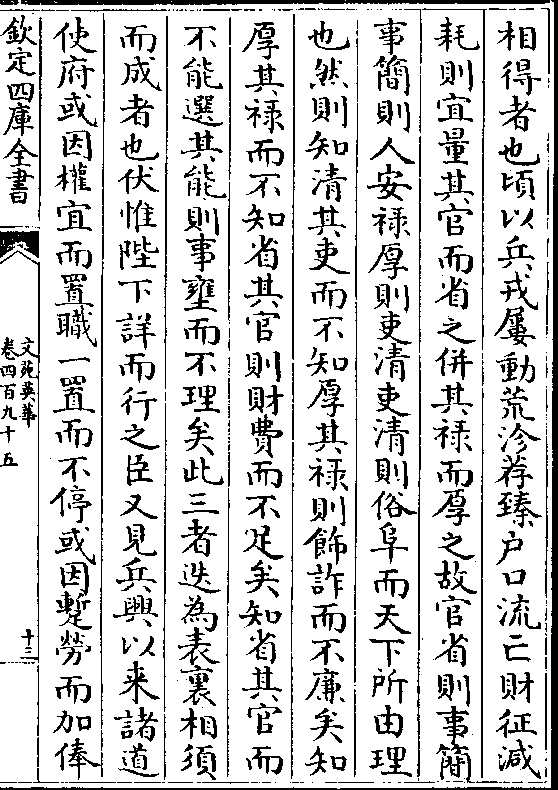 相得者也頃以兵戎屢動荒沴荐臻户口流亡財征減
耗則宜量其官而省之併其禄而厚之故官省則事簡
事簡則人安禄厚則吏清吏清則俗阜而天下所由理
也然則知清其吏而不知厚其禄則飾詐而不廉矣知
厚其禄而不知省其官則財費而不足矣知省其官而
不能選其能則事壅而不理矣此三者迭為表裏相須
而成者也伏惟陛下詳而行之臣又見兵興以来諸道
使府或因權宜而置職一置而不停或因蹔勞而加俸
欽定四庫全書
文苑英華
卷四百九十五
十三